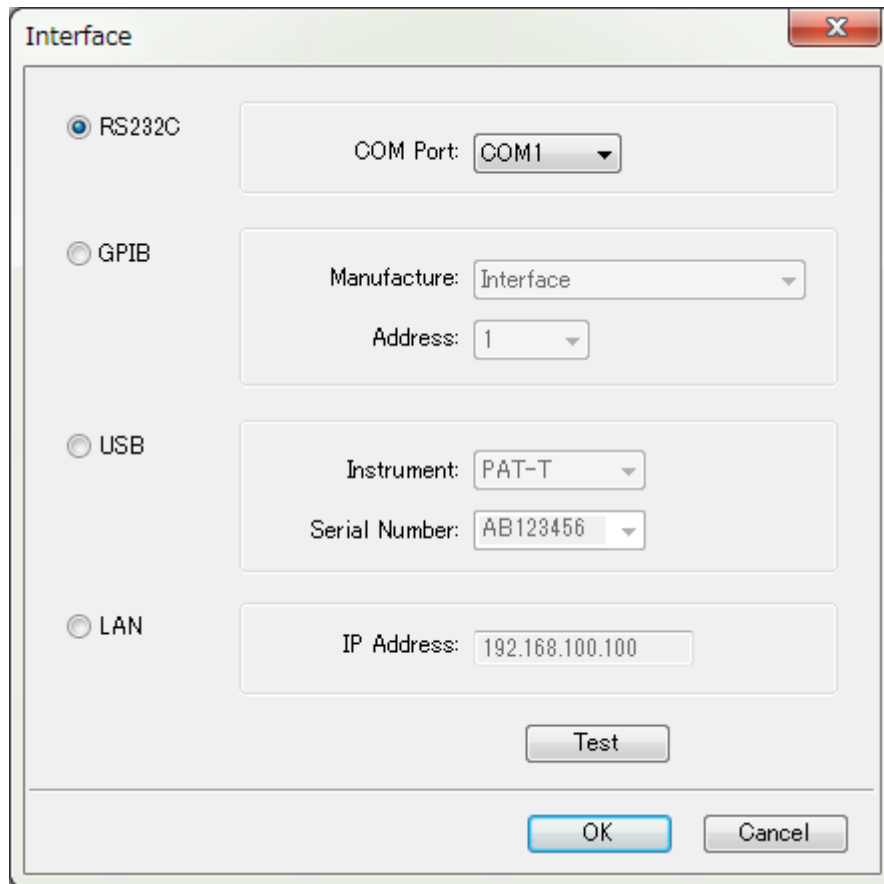 Interface
RS232C
COM Port: COM1
GPIB
Manufacture: Interface
Address: 1
USB
Instrument: PAT-T
Serial Number: AB123456
LAN
IP Address: 192.168.100.100
Test
OK Cancel